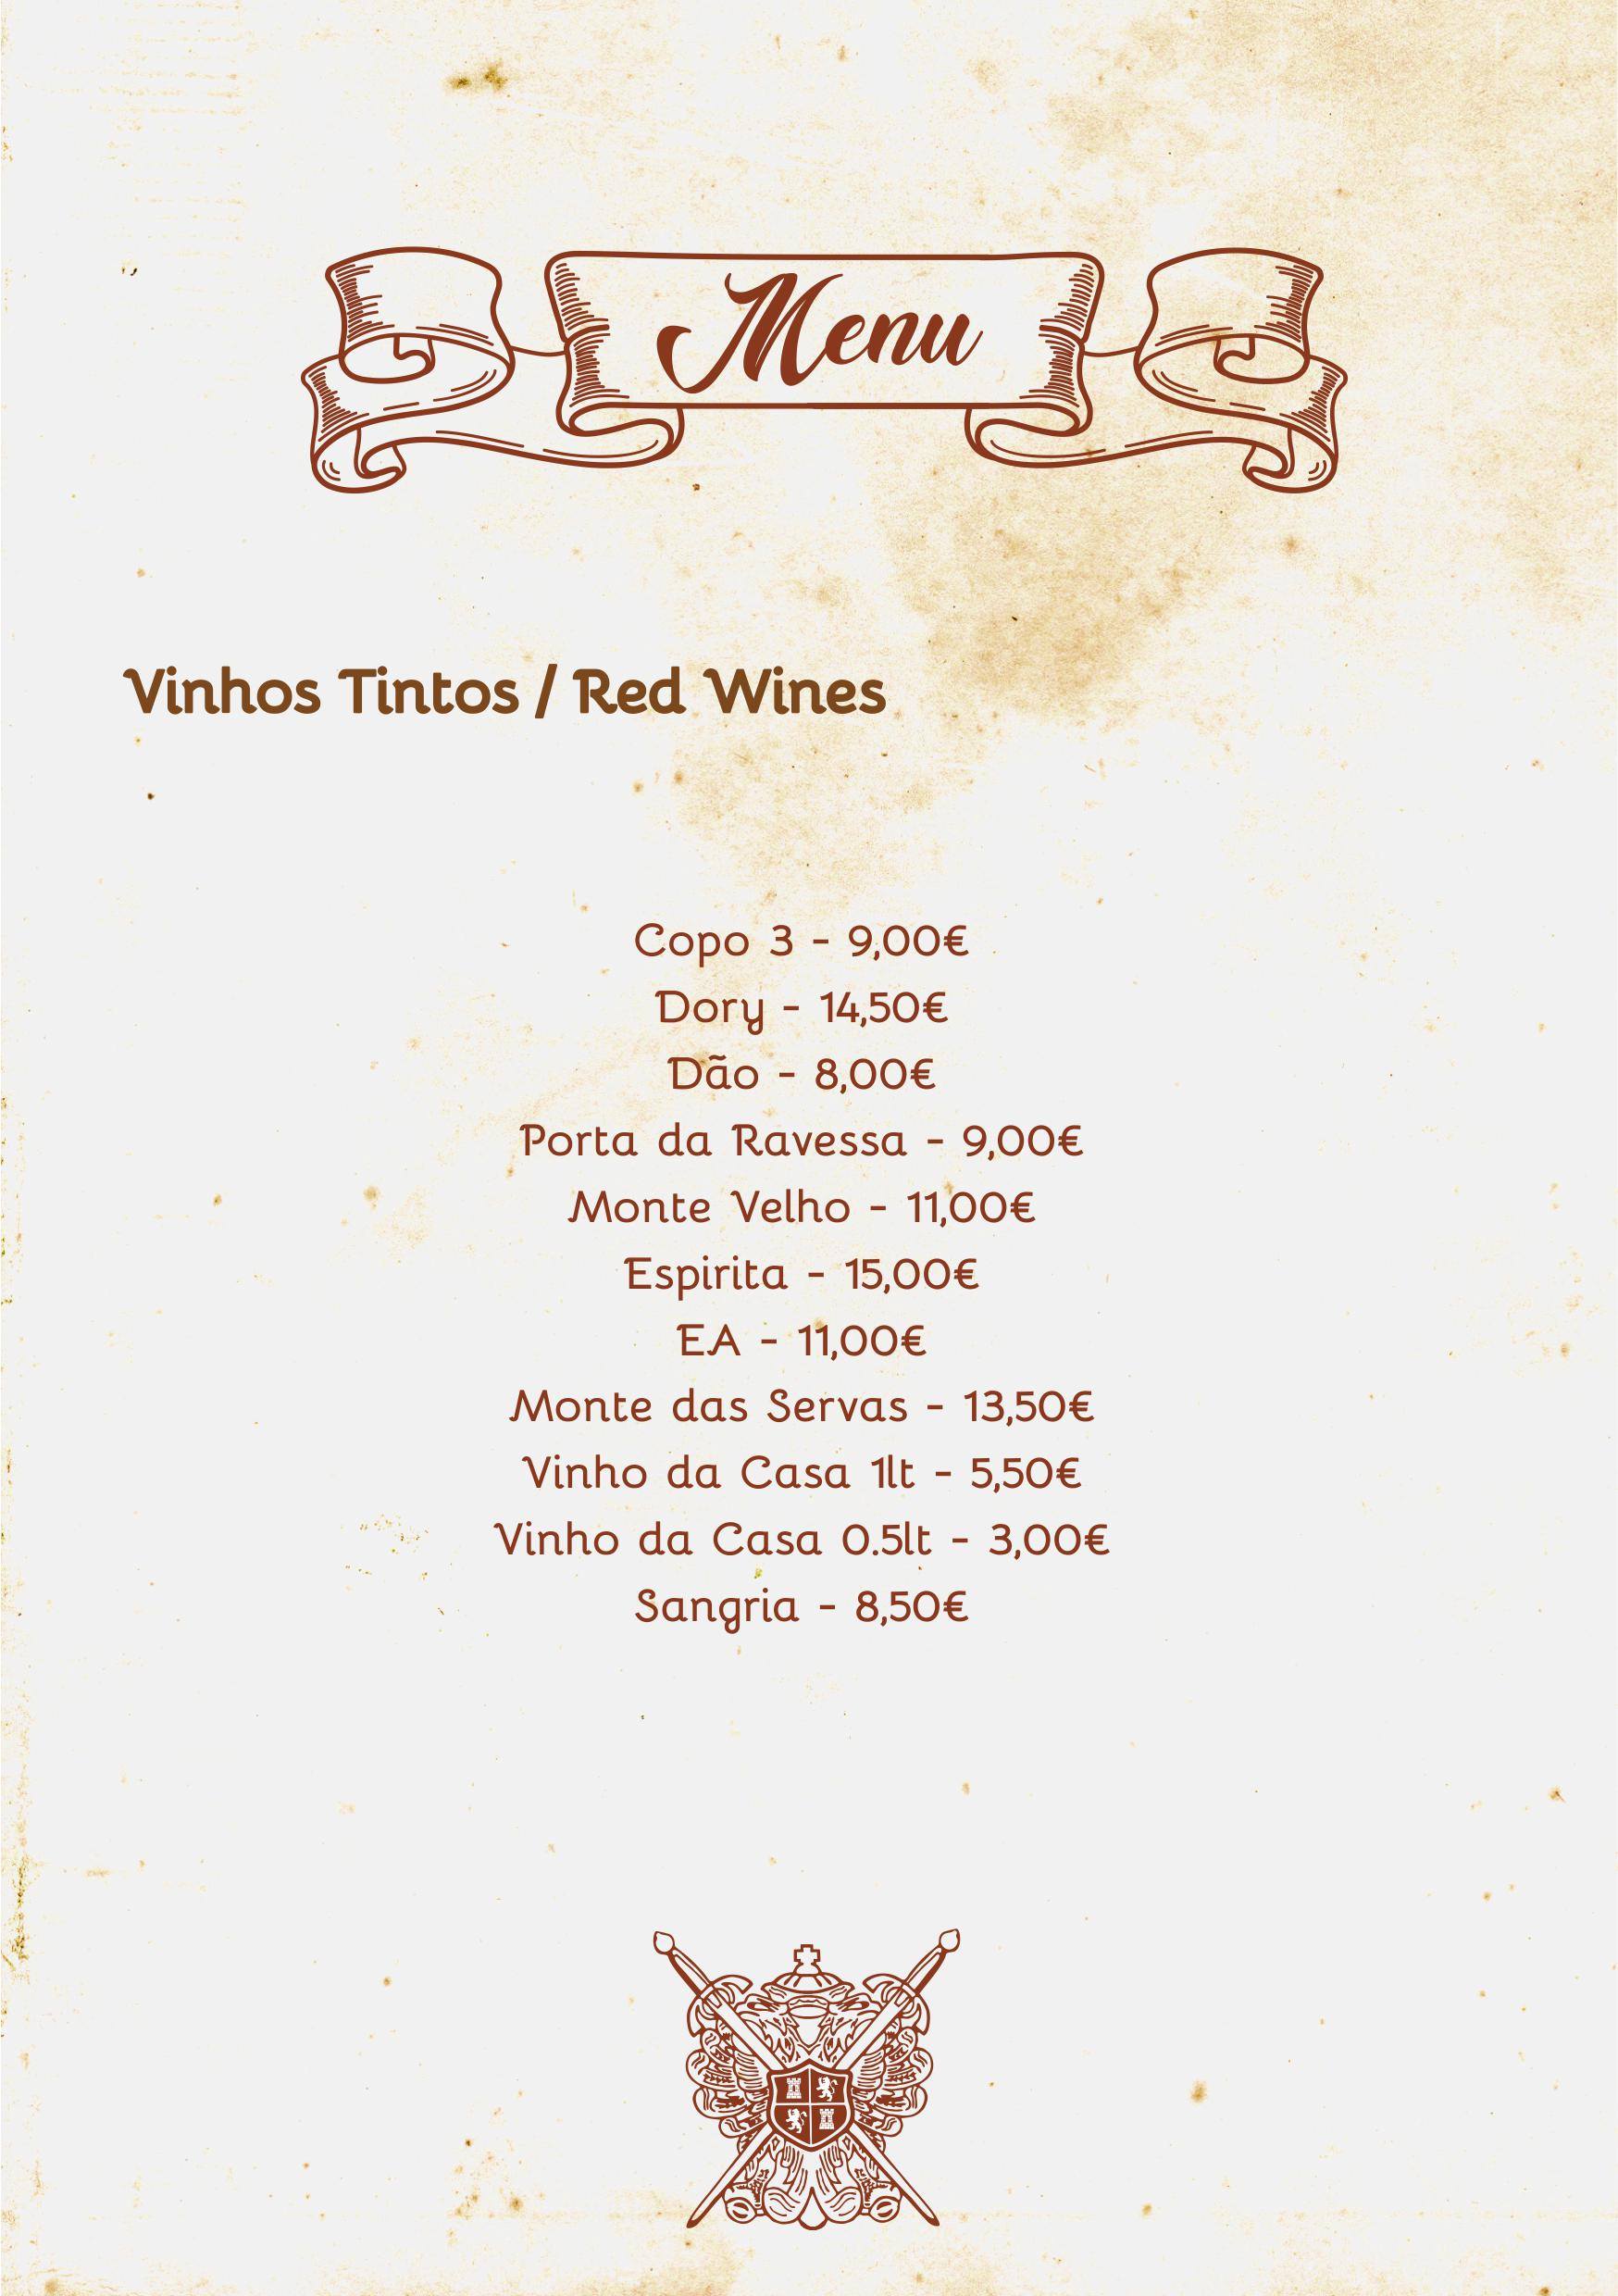 Menu
Vinhos Tintos / Red Wines
Copo 3 - 9,00€
Dory - 14,50€
Dão - 8,00€
Porta da Ravessa - 9,00€
Monte Velho - 11,00€
Espirita - 15,00€
EA - 11,00€
Monte das Servas - 13,50€
Vinho da Casa 1lt - 5,50€
Vinho da Casa 0.5lt - 3,00€
Sangria - 8,50€